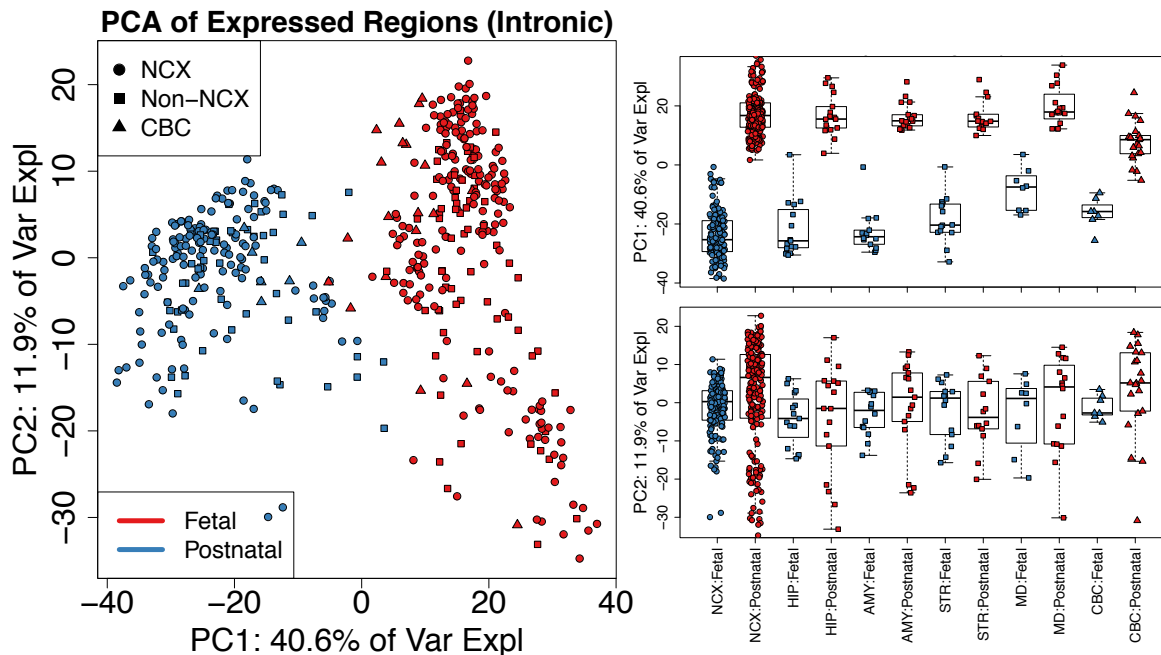 PCA of Expressed Regions (Intronic)
NCX
Non−NCX
CBC
20
10
0
−10
−20
−30
PC2: 11.9% of Var Expl
Fetal
Postnatal
−40
−20
0
20
40
PC1: 40.6% of Var Expl
PC1: 40.6% of Var Expl
20
0
−20
−40
PC2: 11.9% of Var Expl
20
10
0
−10
−20
−30
NCX:Fetal
NCX:Postnatal
HIP:Fetal
HIP:Postnatal
AMY:Fetal
AMY:Postnatal
STR:Fetal
STR:Postnatal
MD:Fetal
MD:Postnatal
CBC:Fetal
CBC:Postnatal